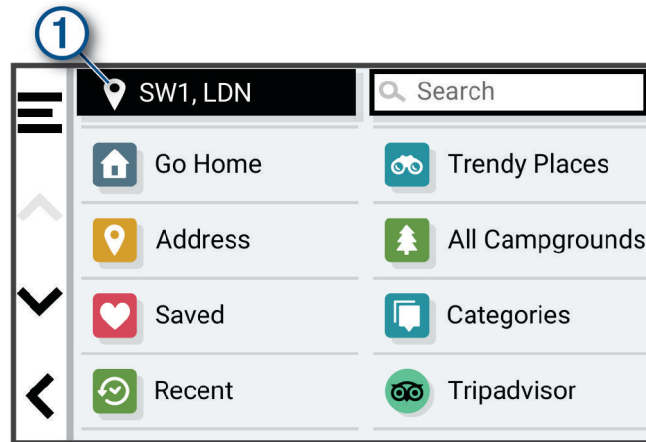 1
SW1, LDN
Search
Go Home
Trendy Places
Address
All Campgrounds
Saved
Categories
Recent
Tripadvisor